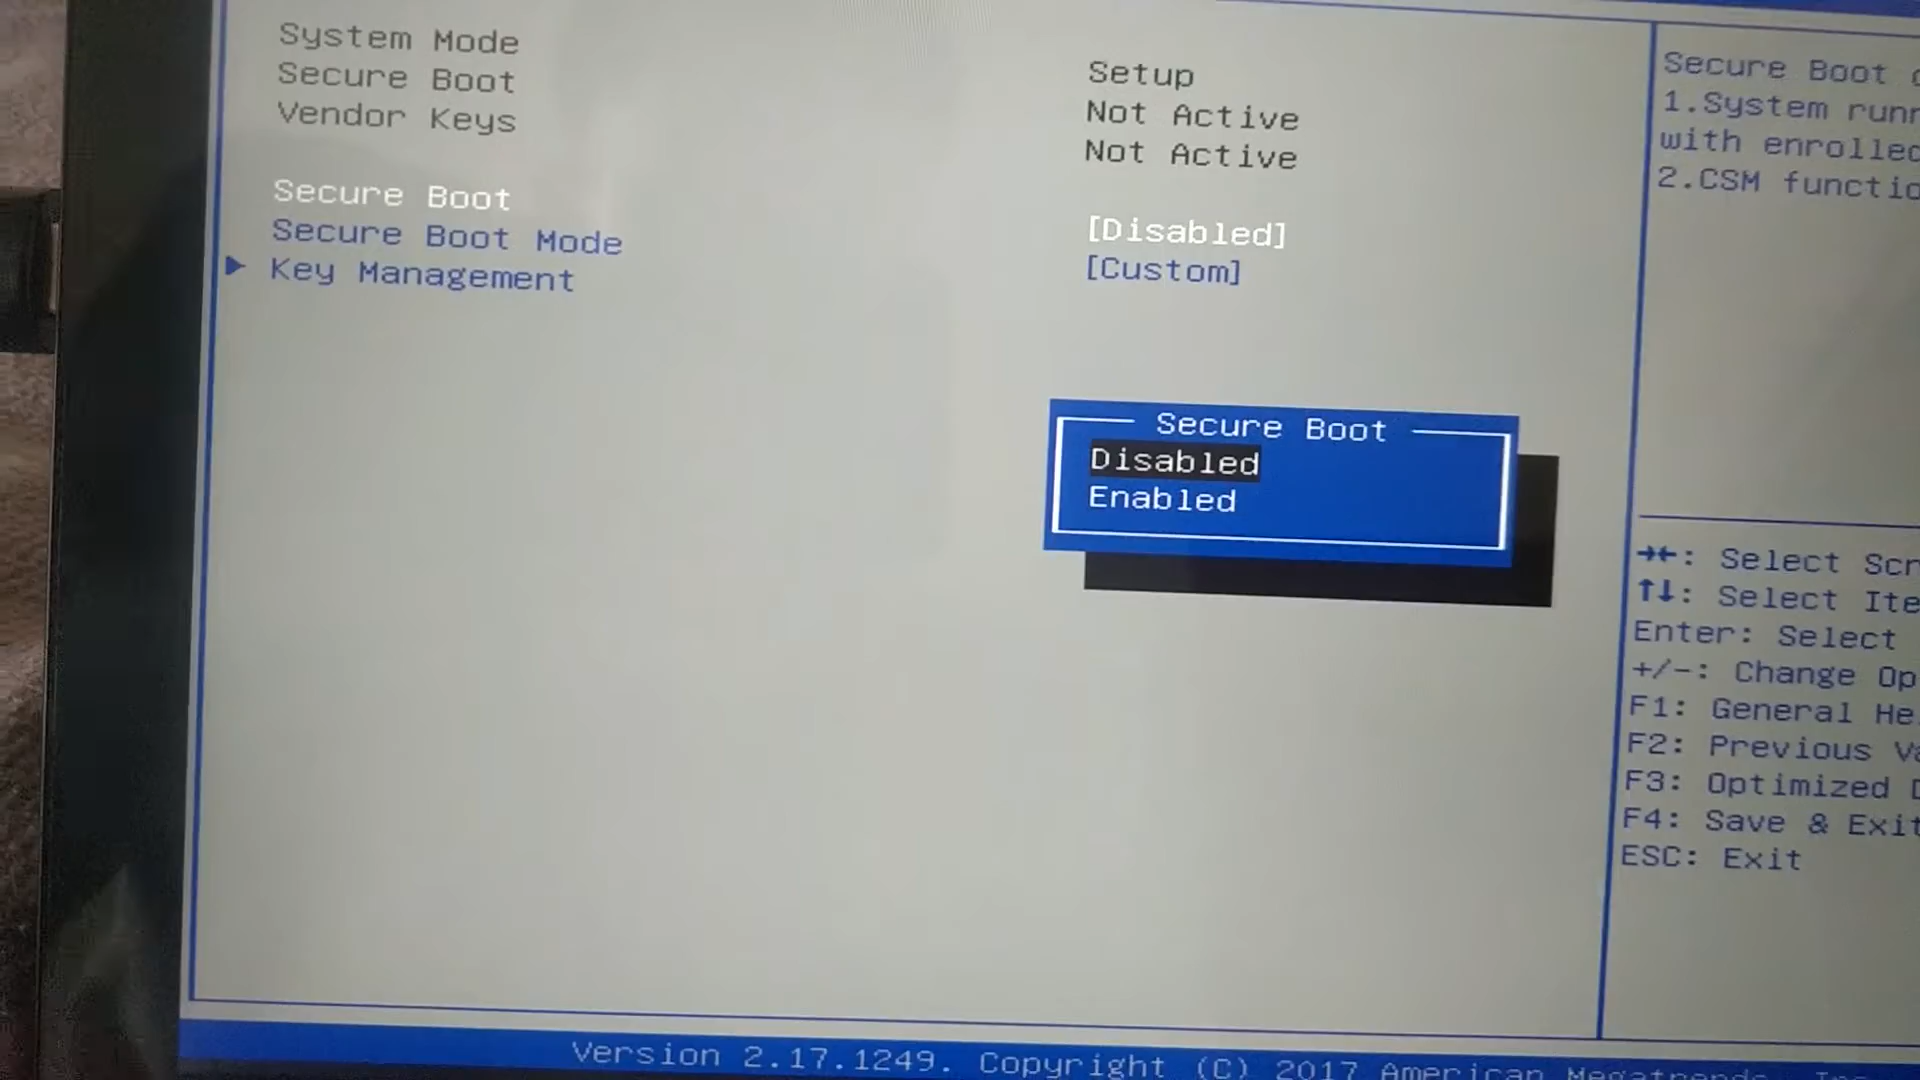 System Mode Setup
Secure Boot Not Active
Vendor Keys Not Active
Secure Boot [Disabled]
Secure Boot Mode [Custom]
Key Management
Secure Boot
Disabled
Enabled
Secure Boot
1.System
with
2.CSM
→←: Select
↑↓: Select
Enter: Select
+/-: Change
F1: General
F2: Previous
F3: Optimized
F4: Save & Exit
ESC: Exit
Version 2.17.1249. Copyright (C) 2017 American Megatrends,